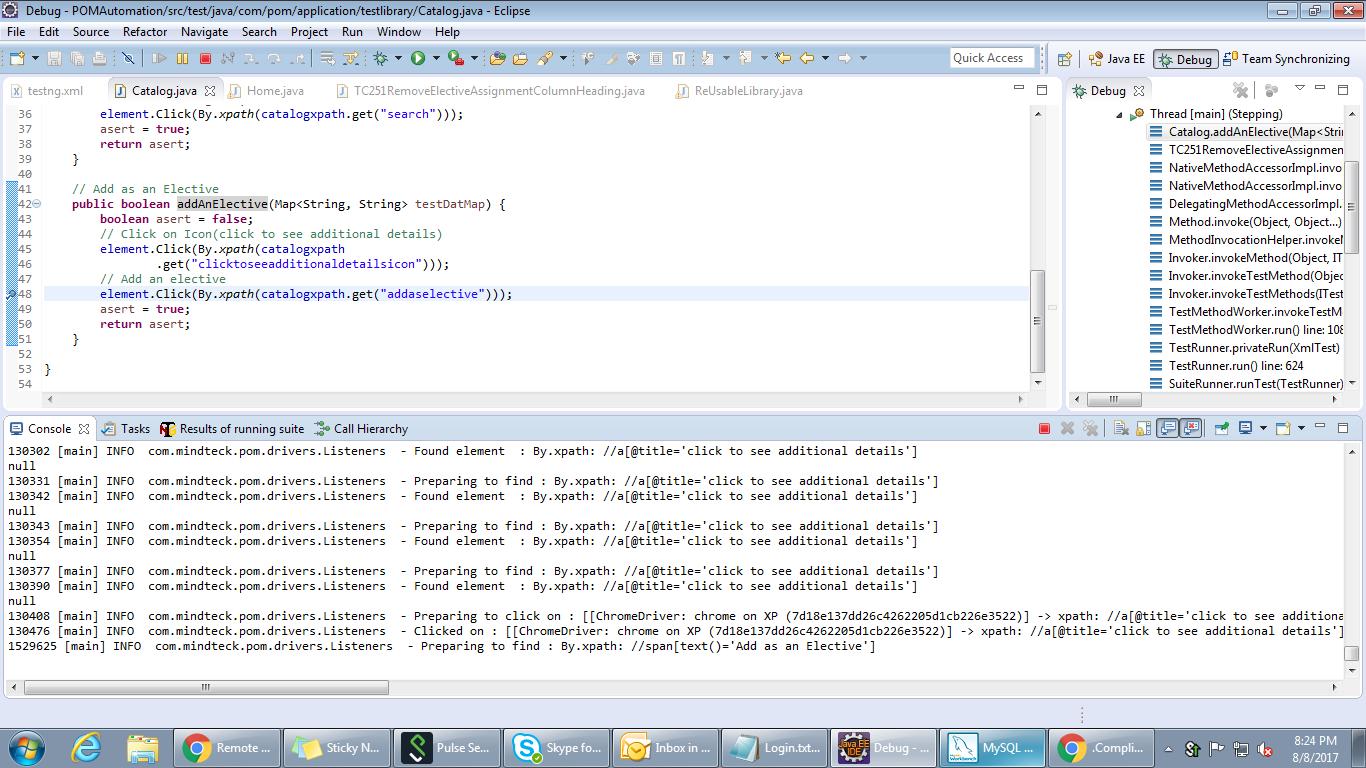 Debug - POMAutomation/src/test/java/com/pom/application/testlibrary/Catalog.java - Eclipse
File Edit Source Refactor Navigate Search Project Run Window Help
Quick Access
Java EE
Debug
Team Synchronizing
testng.xml
Catalog.java
Home.java
TC251RemoveElectiveAssignmentColumnHeading.java
ReUsableLibrary.java
36 element.Click(By.xpath(catalogxpath.get("search")));
37 asert = true;
38 return asert;
39 }
40
41 // Add as an Elective
42 public boolean addAnElective(Map<String, String> testDatMap) {
43 boolean asert = false;
44 // Click on Icon(click to see additional details)
45 element.Click(By.xpath(catalogxpath
46 .get("clicktoseeadditionaldetailsicon")));
47 // Add an elective
48 element.Click(By.xpath(catalogxpath.get("addaselective")));
49 asert = true;
50 return asert;
51 }
52
53 }
54
Debug
Thread [main] (Stepping)
Catalog.addAnElective(Map<Strin
TC251RemoveElectiveAssignmen
NativeMethodAccessorImpl.invo
NativeMethodAccessorImpl.invo
DelegatingMethodAccessorImpl.
Method.invoke(Object, Object...)
MethodInvocationHelper.invokeM
Invoker.invokeMethod(Object, IT
Invoker.invokeTestMethod(Objec
Invoker.invokeTestMethods(ITest
TestMethodWorker.invokeTestM
TestMethodWorker.run() line: 108
TestRunner.privateRun(XmlTest)
TestRunner.run() line: 624
SuiteRunner.runTest(TestRunner)
Console
Tasks
Results of running suite
Call Hierarchy
130302 [main] INFO com.mindteck.pom.drivers.Listeners - Found element : By.xpath: //a[@title='click to see additional details']
null
130331 [main] INFO com.mindteck.pom.drivers.Listeners - Preparing to find : By.xpath: //a[@title='click to see additional details']
130342 [main] INFO com.mindteck.pom.drivers.Listeners - Found element : By.xpath: //a[@title='click to see additional details']
null
130343 [main] INFO com.mindteck.pom.drivers.Listeners - Preparing to find : By.xpath: //a[@title='click to see additional details']
130354 [main] INFO com.mindteck.pom.drivers.Listeners - Found element : By.xpath: //a[@title='click to see additional details']
null
130377 [main] INFO com.mindteck.pom.drivers.Listeners - Preparing to find : By.xpath: //a[@title='click to see additional details']
130390 [main] INFO com.mindteck.pom.drivers.Listeners - Found element : By.xpath: //a[@title='click to see additional details']
null
130408 [main] INFO com.mindteck.pom.drivers.Listeners - Preparing to click on : [[ChromeDriver: chrome on XP (7d18e137dd26c4262205d1cb226e3522)] -> xpath: //a[@title='click to see additiona
130476 [main] INFO com.mindteck.pom.drivers.Listeners - Clicked on : [[ChromeDriver: chrome on XP (7d18e137dd26c4262205d1cb226e3522)] -> xpath: //a[@title='click to see additional details']
1529625 [main] INFO com.mindteck.pom.drivers.Listeners - Preparing to find : By.xpath: //span[text()='Add as an Elective']
Remote ...
Sticky N...
Pulse Se...
Skype fo...
Inbox in ...
Login.txt...
Debug - ...
MySQL ...
.Compli...
8:24 PM
8/8/2017